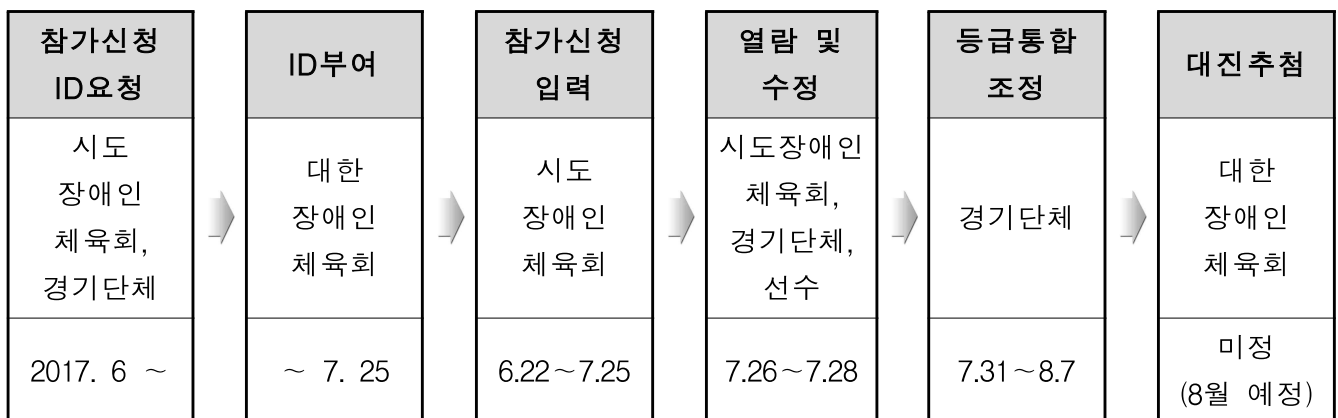 참가신청
ID요청
시도
장애인
체육회,
경기단체
2017. 6 ~
ID부여
대한
장애인
체육회
~ 7. 25
참가신청
입력
시도
장애인
체육회
6.22~7.25
열람 및
수정
시도장애인
체육회,
경기단체,
선수
7.26~7.28
등급통합
조정
경기단체
7.31~8.7
대진추첨
대한
장애인
체육회
미정
(8월 예정)